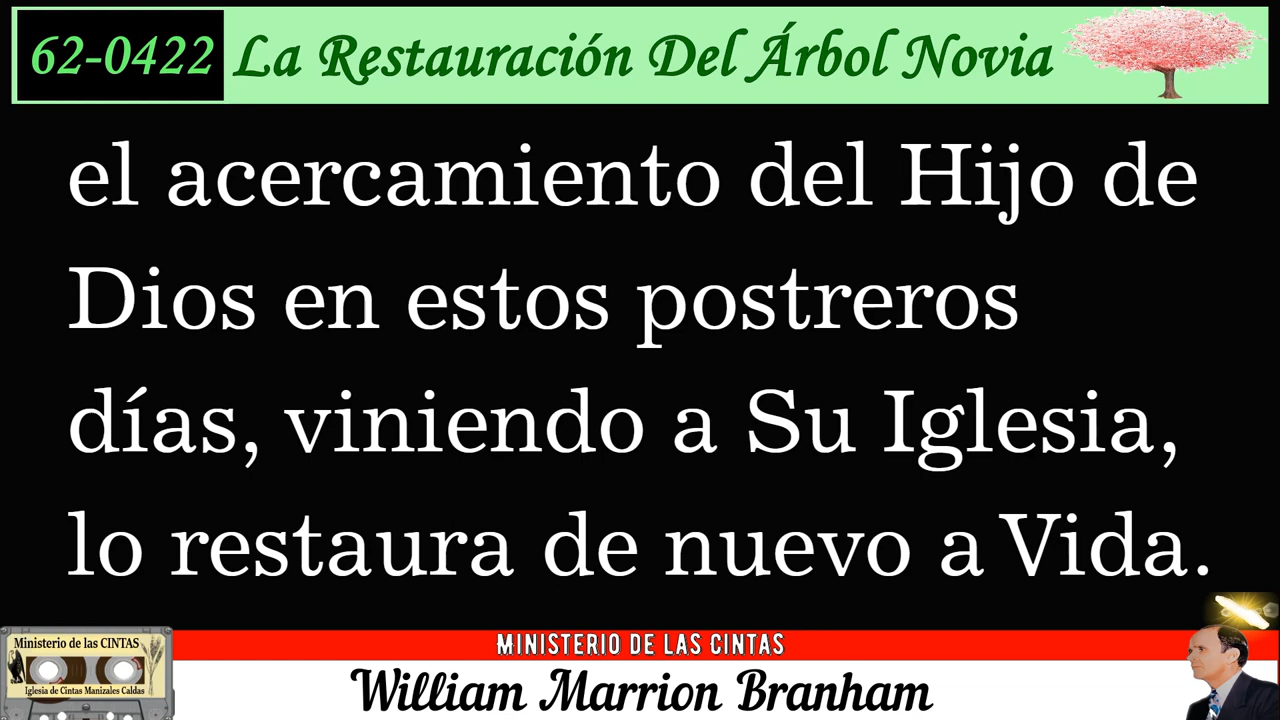 62-0422 La Restauración Del Árbol Novia
el acercamiento del Hijo de
Dios en estos postreros
días, viniendo a Su Iglesia,
lo restaura de nuevo a Vida.
MINISTERIO DE LAS CINTAS
William Marrion Branham
Ministerio de las CINTAS
Iglesia de Cintas Manizales Caldas